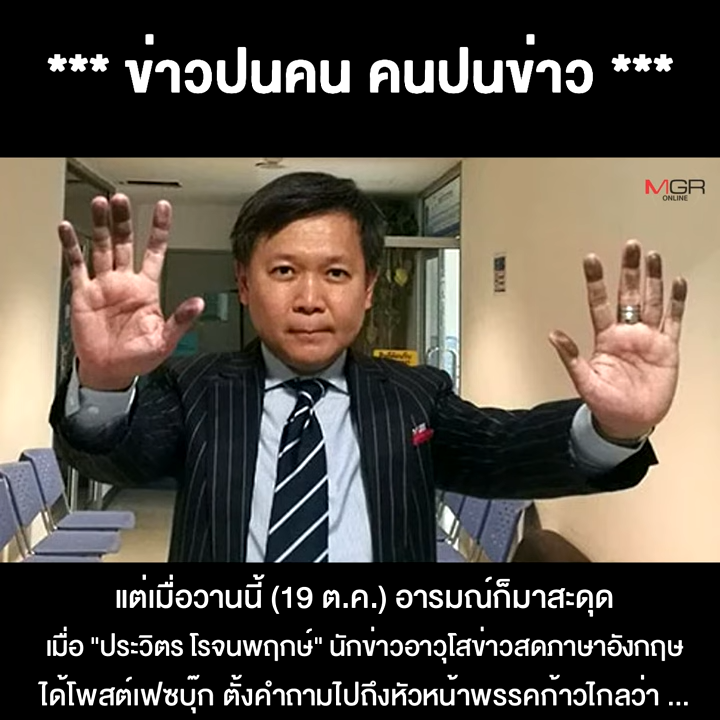 *** ข่าวปนคน คนปนข่าว ***
MGR
ONLINE
แต่เมื่อวานนี้ (19 ต.ค.) อารมณ์ก็มาสะดุด
เมื่อ "ประวิตร โรจนพฤกษ์" นักข่าวอาวุโสข่าวสดภาษาอังกฤษ
ได้โพสต์เฟซบุ๊ก ตั้งคำถามไปถึงหัวหน้าพรรคก้าวไกลว่า ...